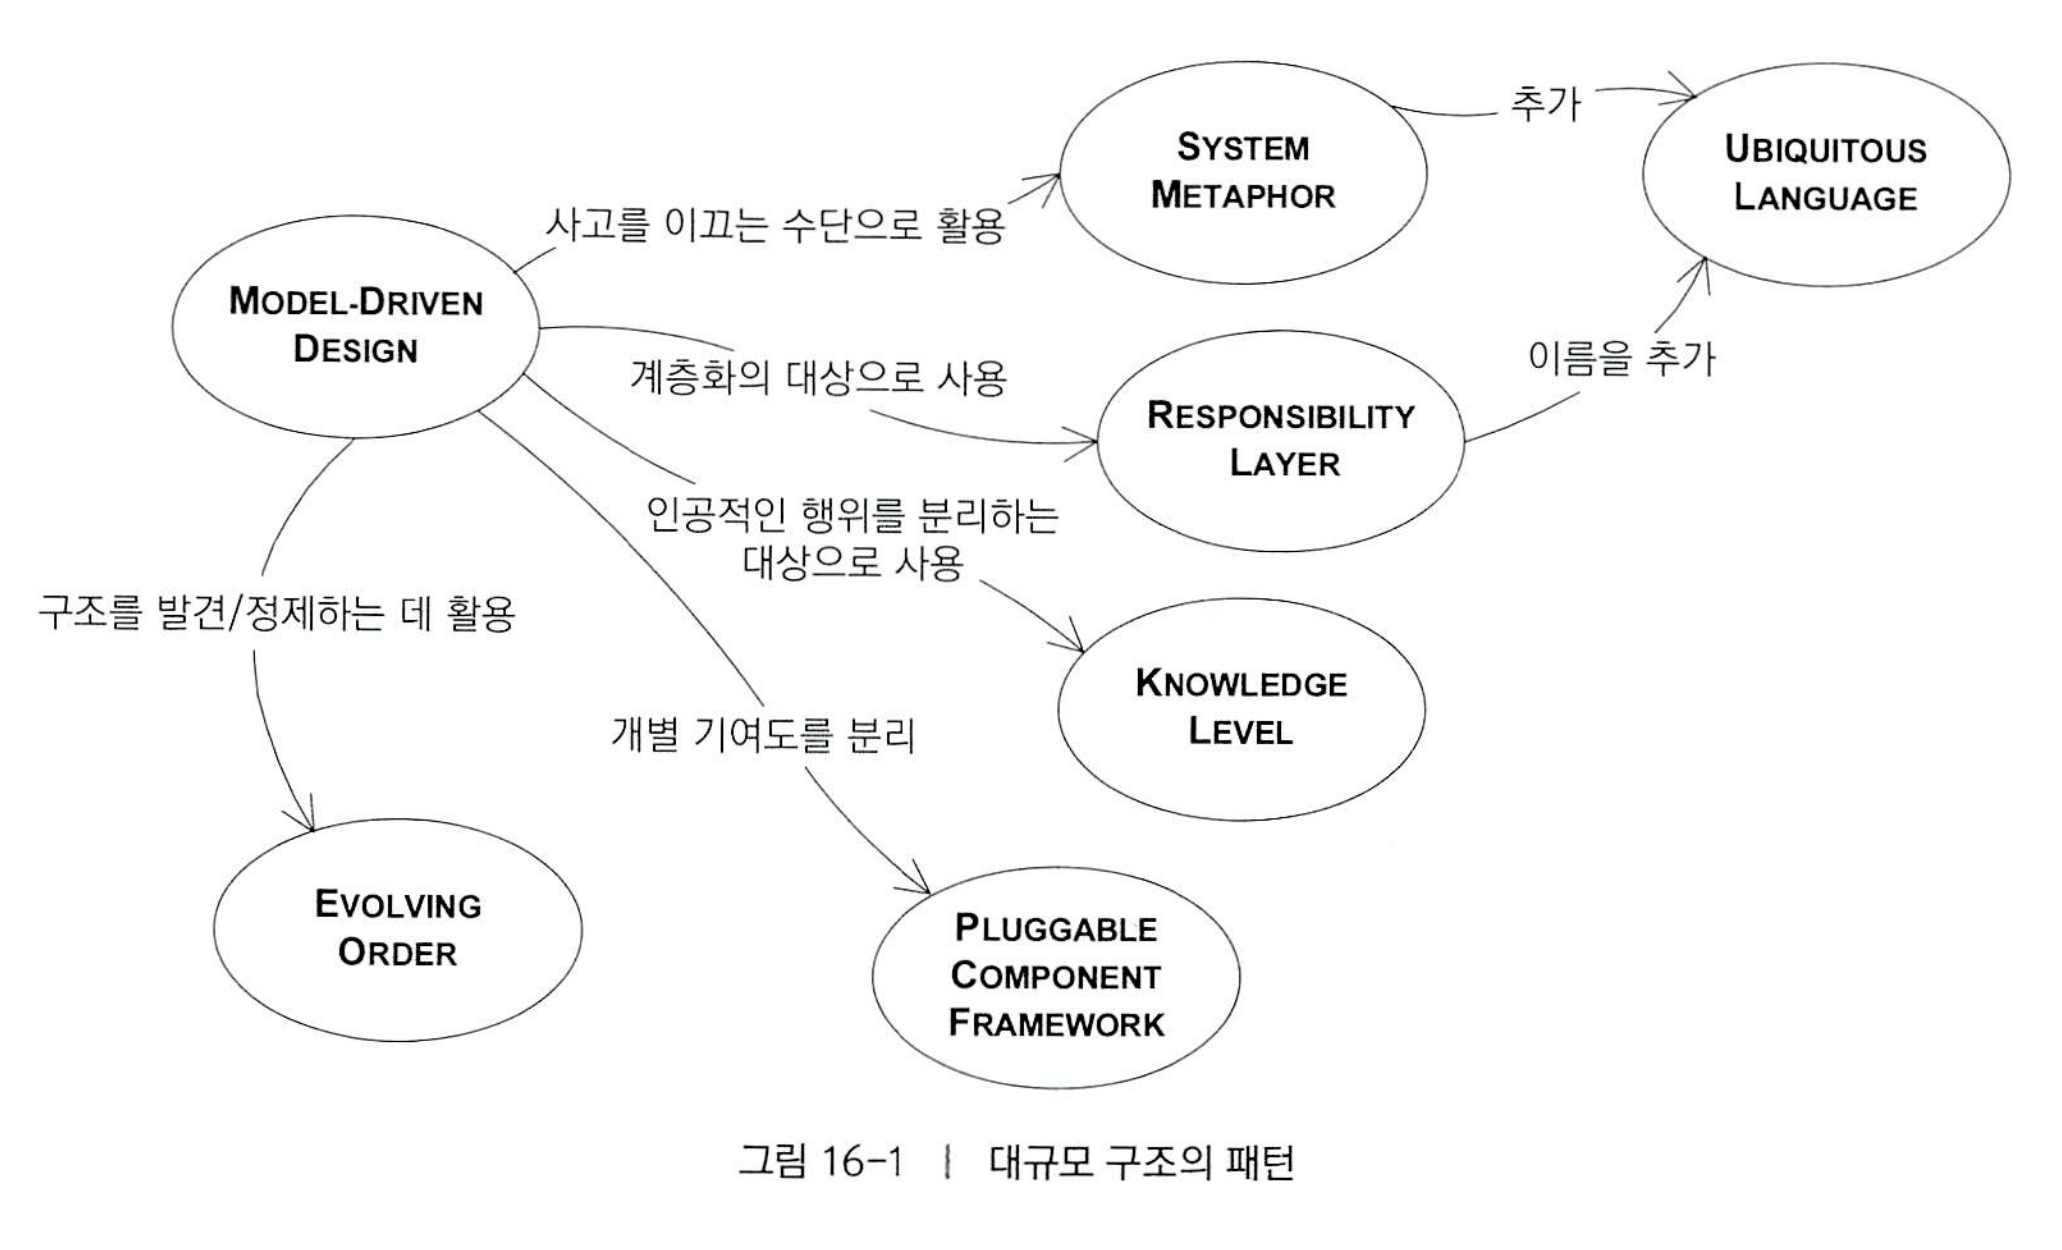 SYSTEM
METAPHOR
추가
UBIQUITOUS
LANGUAGE
사고를 이끄는 수단으로 활용
MODEL-DRIVEN
DESIGN
계층화의 대상으로 사용
이름을 추가
RESPONSIBILITY
LAYER
인공적인 행위를 분리하는
대상으로 사용
구조를 발견/정제하는 데 활용
KNOWLEDGE
LEVEL
개별 기여도를 분리
EVOLVING
ORDER
PLUGGABLE
COMPONENT
FRAMEWORK
그림 16-1 | 대규모 구조의 패턴